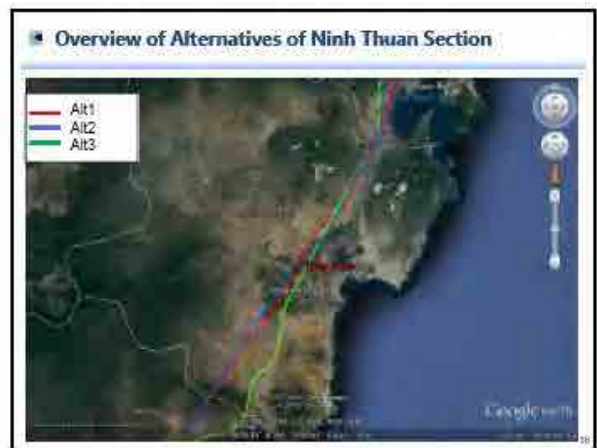 Overview of Alternatives of Ninh Thuan Section
Alt1
Alt2
Alt3
Google earth